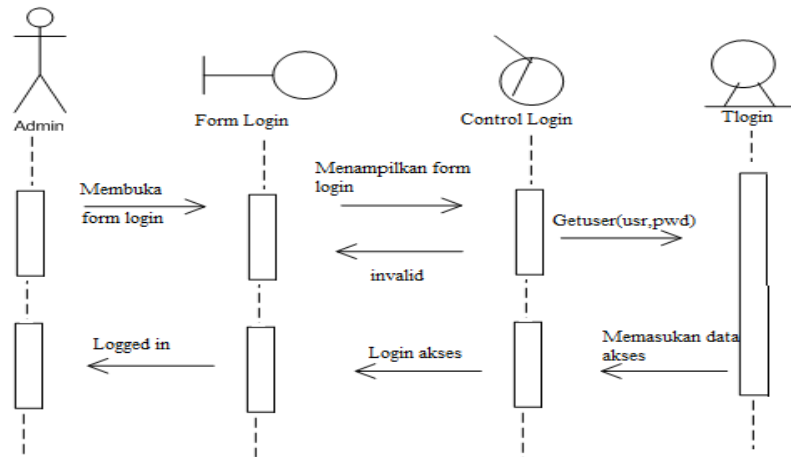 Admin
Form Login
Control Login
Tlogin
Membuka
form login
Menampilkan form
login
Getuser(usr,pwd)
invalid
Logged in
Login akses
Memasukan data
akses